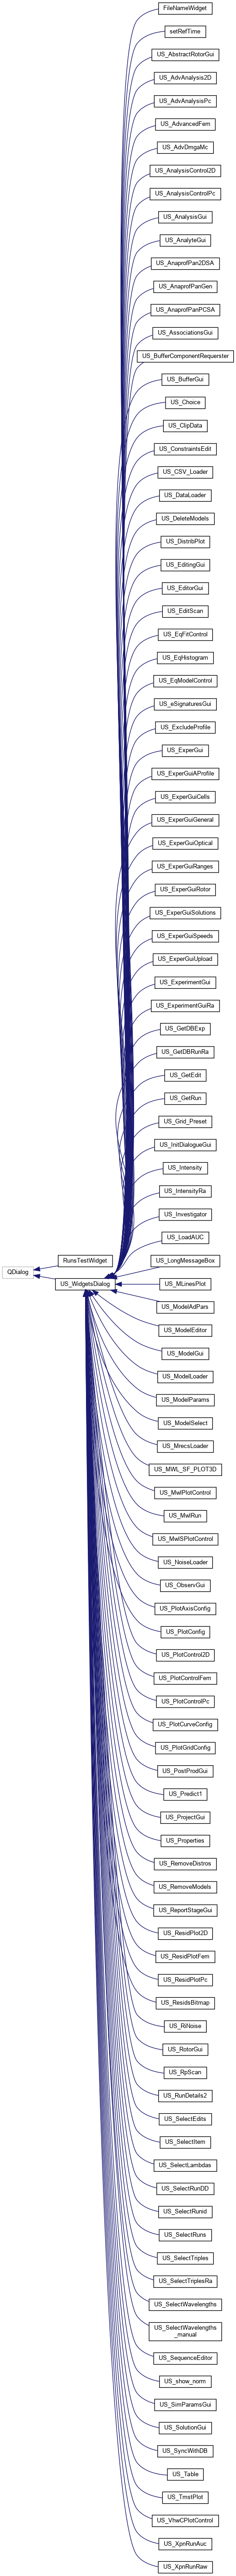 FileNameWidget
setRefTime
US_AbstractRotorGui
US_AdvAnalysis2D
US_AdvAnalysisPc
US_AdvancedFem
US_AdvDmgaMc
US_AnalysisControl2D
US_AnalysisControlPc
US_AnalysisGui
US_AnalyteGui
US_AnaprofPan2DSA
US_AnaprofPanGen
US_AnaprofPanPCSA
US_AssociationsGui
US_BufferComponentRequerster
US_BufferGui
US_Choice
US_ClipData
US_ConstraintsEdit
US_CSV_Loader
US_DataLoader
US_DeleteModels
US_DistribPlot
US_EditingGui
US_EditorGui
US_EditScan
US_EqFitControl
US_EqHistogram
US_EqModelControl
US_eSignaturesGui
US_ExcludeProfile
US_ExperGui
US_ExperGuiAProfile
US_ExperGuiCells
US_ExperGuiGeneral
US_ExperGuiOptical
US_ExperGuiRanges
US_ExperGuiRotor
US_ExperGuiSolutions
US_ExperGuiSpeeds
US_ExperGuiUpload
US_ExperimentGui
US_ExperimentGuiRa
US_GetDBExp
US_GetDBRunRa
US_GetEdit
US_GetRun
US_Grid_Preset
US_InitDialogueGui
US_Intensity
US_IntensityRa
US_Investigator
US_LoadAUC
RunsTestWidget
US_LongMessageBox
QDialog
US_WidgetsDialog
US_MLinesPlot
US_ModelAdPars
US_ModelEditor
US_ModelGui
US_ModelLoader
US_ModelParams
US_ModelSelect
US_MrecsLoader
US_MWL_SF_PLOT3D
US_MwlPlotControl
US_MwlRun
US_MwlSPlotControl
US_NoiseLoader
US_ObservGui
US_PlotAxisConfig
US_PlotConfig
US_PlotControl2D
US_PlotControlFem
US_PlotControlPc
US_PlotCurveConfig
US_PlotGridConfig
US_PostProdGui
US_Predict1
US_ProjectGui
US_Properties
US_RemoveDistros
US_RemoveModels
US_ReportStageGui
US_ResidPlot2D
US_ResidPlotFem
US_ResidPlotPc
US_ResidsBitmap
US_RiNoise
US_RotorGui
US_RpScan
US_RunDetails2
US_SelectEdits
US_SelectItem
US_SelectLambdas
US_SelectRunDD
US_SelectRunid
US_SelectRuns
US_SelectTriples
US_SelectTriplesRa
US_SelectWavelengths
US_SelectWavelengths
_manual
US_SequenceEditor
US_show_norm
US_SimParamsGui
US_SolutionGui
US_SyncWithDB
US_Table
US_TmstPlot
US_VhwCPlotControl
US_XpnRunAuc
US_XpnRunRaw